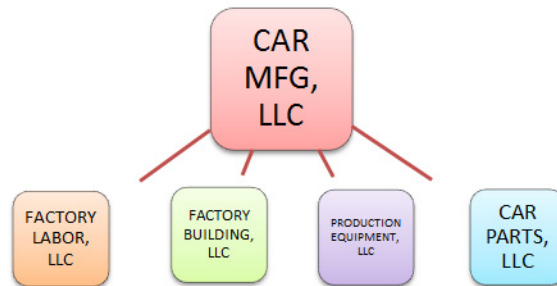 CAR
MFG,
LLC
FACTORY
LABOR,
LLC
FACTORY
BUILDING,
LLC
PRODUCTION
EQUIPMENT,
LLC
CAR
PARTS,
LLC